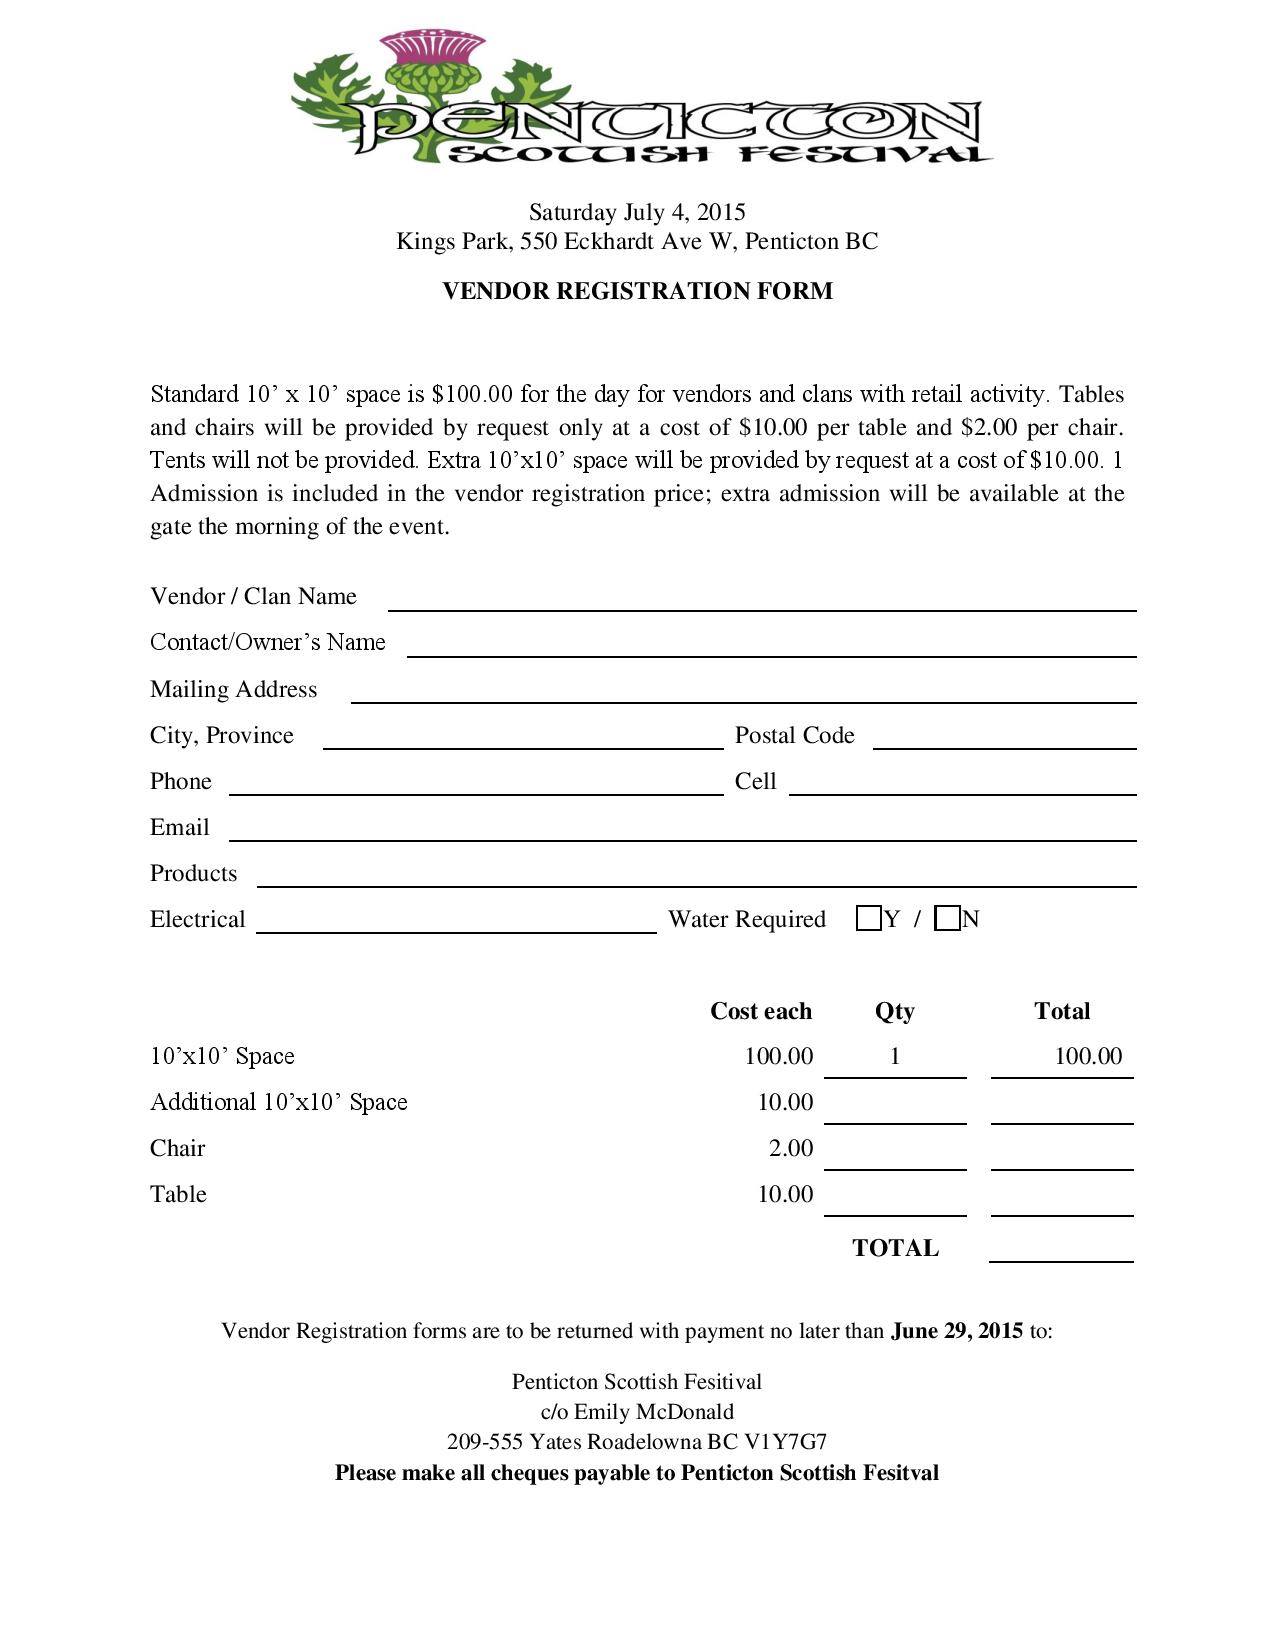 PENTICTON
SCOTTISH FESTIVAL
Saturday July 4, 2015
Kings Park, 550 Eckhardt Ave W, Penticton BC
VENDOR REGISTRATION FORM
Standard 10’ x 10’ space is $100.00 for the day for vendors and clans with retail activity. Tables
and chairs will be provided by request only at a cost of $10.00 per table and $2.00 per chair.
Tents will not be provided. Extra 10’x10’ space will be provided by request at a cost of $10.00. 1
Admission is included in the vendor registration price; extra admission will be available at the
gate the morning of the event.
Vendor / Clan Name
Contact/Owner’s Name
Mailing Address
City, Province Postal Code
Phone Cell
Email
Products
Electrical Water Required Y / N
Cost each Qty Total
10’x10’ Space 100.00 1 100.00
Additional 10’x10’ Space 10.00
Chair 2.00
Table 10.00
TOTAL
Vendor Registration forms are to be returned with payment no later than June 29, 2015 to:
Penticton Scottish Fesitival
c/o Emily McDonald
209-555 Yates Roadelowna BC V1Y7G7
Please make all cheques payable to Penticton Scottish Fesitval